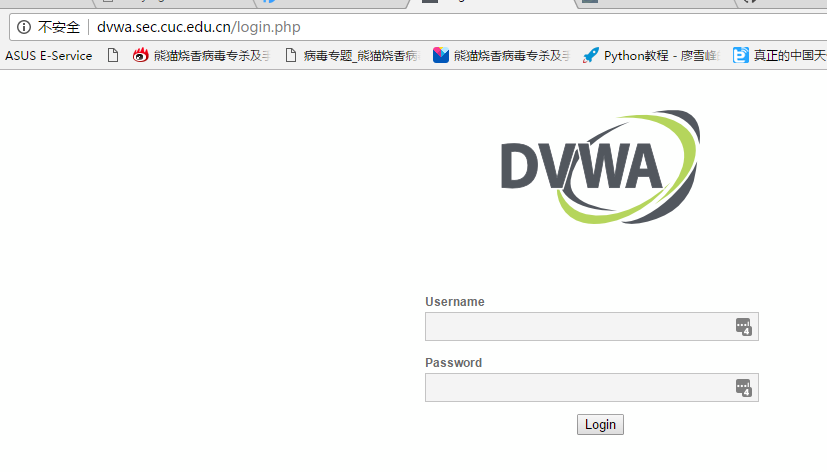 不安全 dvwa.sec.cuc.edu.cn/login.php
ASUS E-Service 熊猫烧香病毒专杀及 病毒专题_熊猫烧香 熊猫烧香病毒专杀及 Python教程 - 廖雪峰 真正的中国天
DVWA
Username
4
Password
4
Login